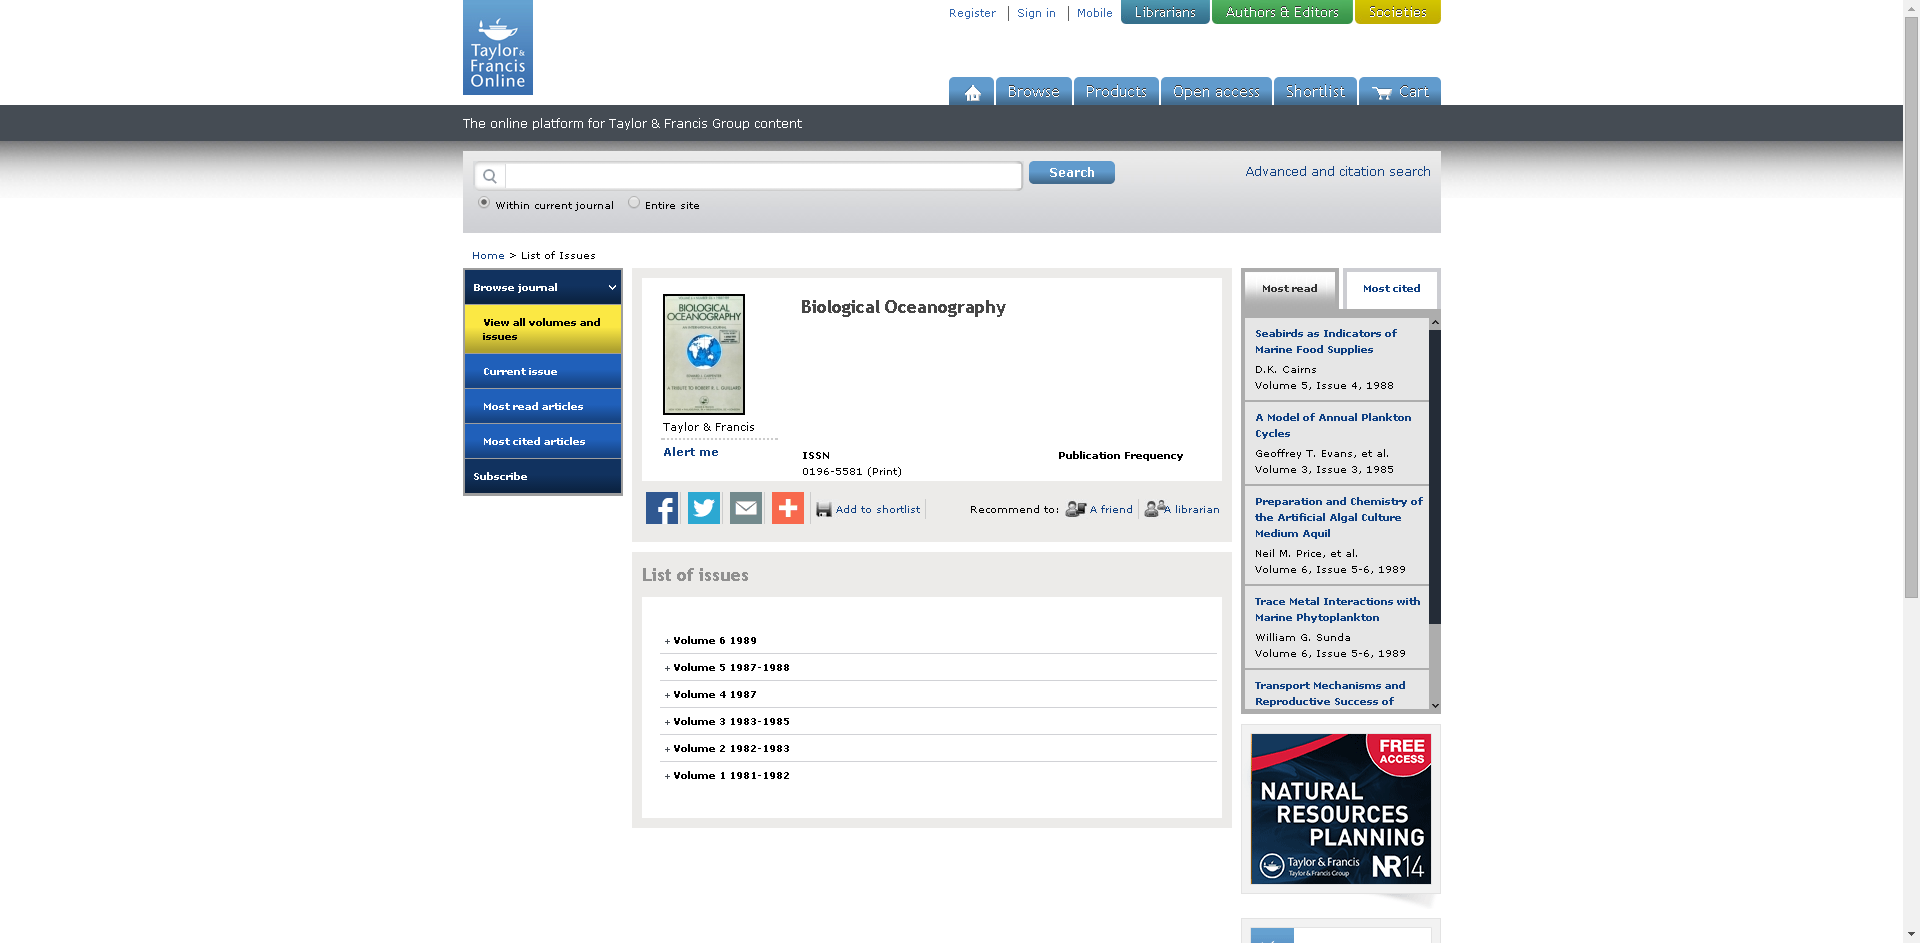 Taylor &
Francis
Online
Register
Sign in
Mobile
Librarians
Authors & Editors
Societies
Browse
Products
Open access
Shortlist
Cart
The online platform for Taylor & Francis Group content
Search
Advanced and citation search
Within current journal
Entire site
Home > List of Issues
Browse journal
View all volumes and
issues
Current issue
Most read articles
Most cited articles
Subscribe
BIOLOGICAL
OCEANOGRAPHY
A TRIBUTE TO ROBERT R. L. GUILLARD
Taylor & Francis
Alert me
Biological Oceanography
ISSN
0196-5581 (Print)
Publication Frequency
Add to shortlist
Recommend to:
A friend
A librarian
List of issues
+ Volume 6 1989
+ Volume 5 1987-1988
+ Volume 4 1987
+ Volume 3 1983-1985
+ Volume 2 1982-1983
+ Volume 1 1981-1982
Most read
Most cited
Seabirds as Indicators of
Marine Food Supplies
D.K. Cairns
Volume 5, Issue 4, 1988
A Model of Annual Plankton
Cycles
Geoffrey T. Evans, et al.
Volume 3, Issue 3, 1985
Preparation and Chemistry of
the Artificial Algal Culture
Medium Aquil
Neil M. Price, et al.
Volume 6, Issue 5-6, 1989
Trace Metal Interactions with
Marine Phytoplankton
William G. Sunda
Volume 6, Issue 5-6, 1989
Transport Mechanisms and
Reproductive Success of
FREE
ACCESS
NATURAL
RESOURCES
PLANNING
Taylor & Francis
Taylor & Francis Group
NR14